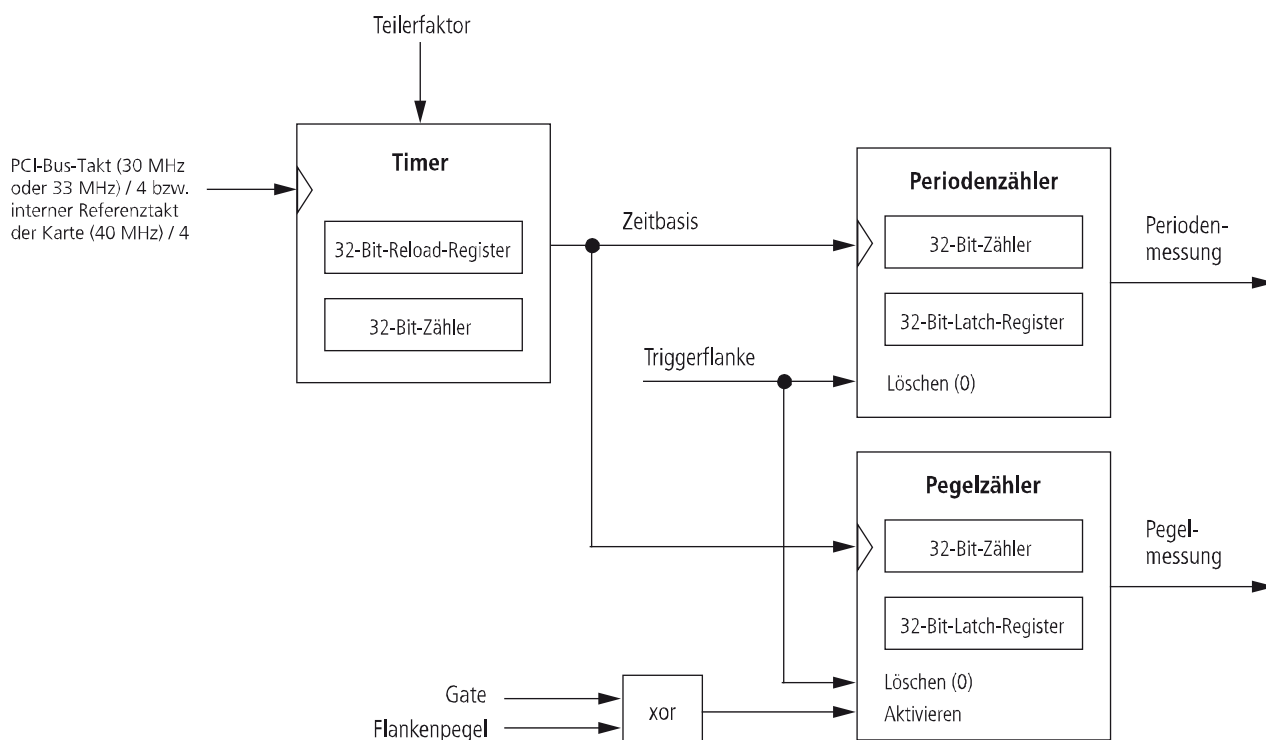 Teilerfaktor
PCI-Bus-Takt (30 MHz
oder 33 MHz) / 4 bzw.
interner Referenztakt
der Karte (40 MHz) / 4
Timer
32-Bit-Reload-Register
32-Bit-Zähler
Zeitbasis
Triggerflanke
Periodenzähler
32-Bit-Zähler
32-Bit-Latch-Register
Löschen (0)
Perioden-
messung
Pegelzähler
32-Bit-Zähler
32-Bit-Latch-Register
Löschen (0)
Aktivieren
Pegel-
messung
Gate
Flankenpegel
xor